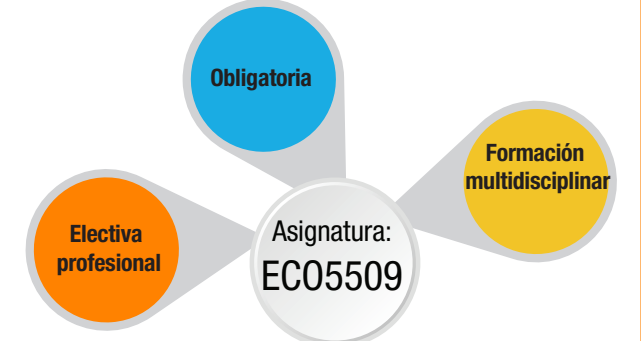 Obligatoria
Formación
multidisciplinar
Electiva
profesional
Asignatura:
ECO5509